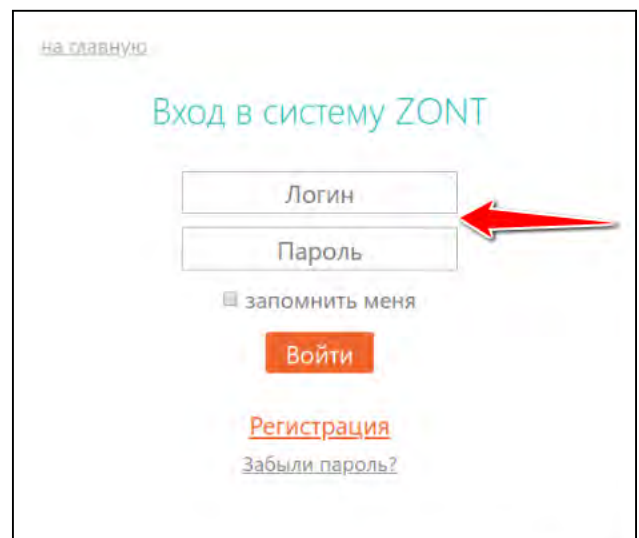 на главную
Вход в систему ZONT
Логин
Пароль
запомнить меня
Войти
Регистрация
Забыли пароль?